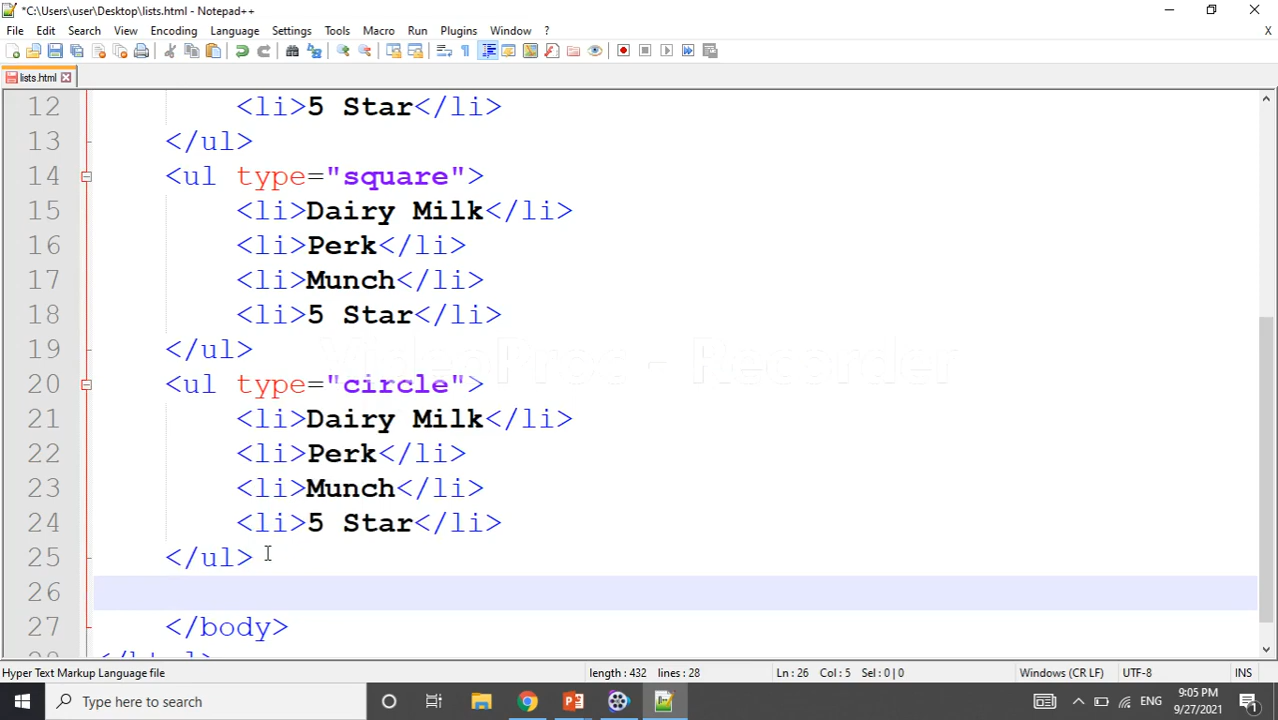 *C:\Users\user\Desktop\lists.html - Notepad++
File Edit Search View Encoding Language Settings Tools Macro Run Plugins Window ? X
lists.html
12 <li>5 Star</li>
13 </ul>
14 <ul type="square">
15 <li>Dairy Milk</li>
16 <li>Perk</li>
17 <li>Munch</li>
18 <li>5 Star</li>
19 </ul>
VideoProc - Recorder
20 <ul type="circle">
21 <li>Dairy Milk</li>
22 <li>Perk</li>
23 <li>Munch</li>
24 <li>5 Star</li>
25 </ul>
26
27 </body>
28 </html>
Hyper Text Markup Language file length : 432 lines : 28 Ln : 26 Col : 5 Sel : 0 | 0 Windows (CR LF) UTF-8 INS
Type here to search ENG 9:05 PM
9/27/2021 1